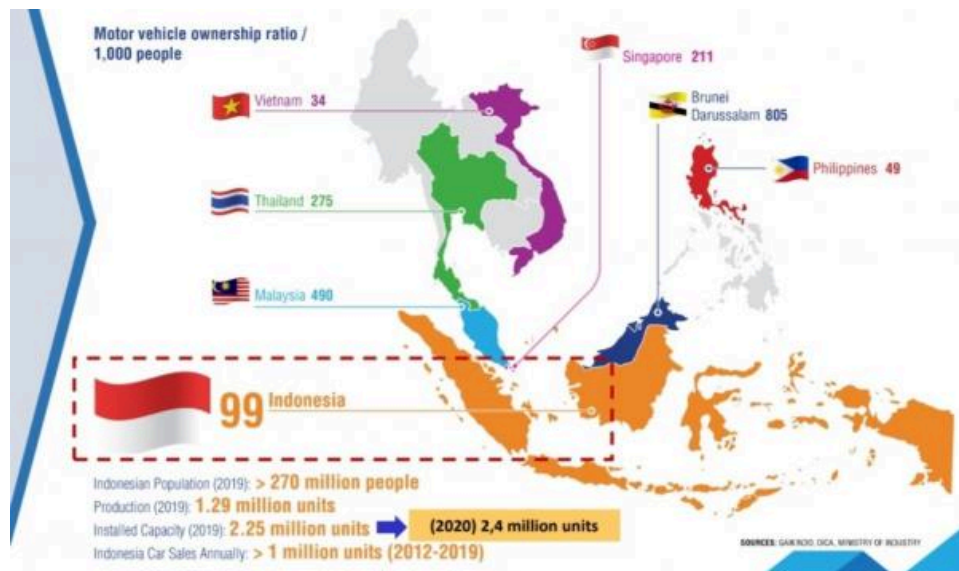 Motor vehicle ownership ratio /
1,000 people
Singapore 211
Vietnam 34
Brunei
Darussalam 805
Philippines 49
Thailand 275
Malaysia 490
99 Indonesia
Indonesian Population (2019): > 270 million people
Production (2019): 1.29 million units
Installed Capacity (2019): 2.25 million units
(2020) 2,4 million units
Indonesia Car Sales Annually: > 1 million units (2012-2019)
SOURCES: GAIKINDO, OICA, MINISTRY OF INDUSTRY